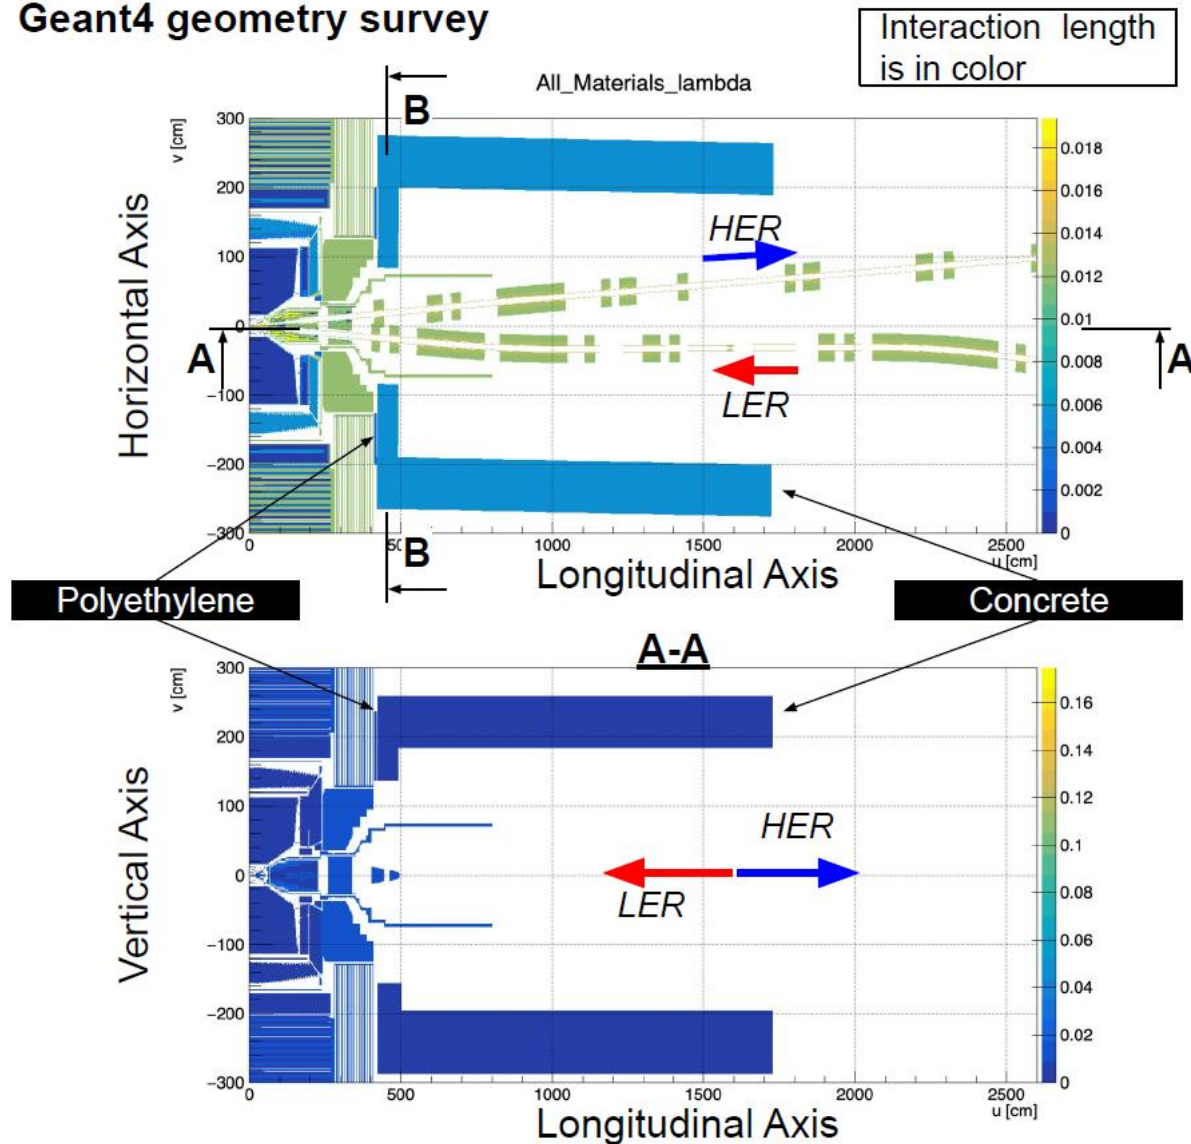 Geant4 geometry survey
Interaction length
is in color
All_Materials_lambda
B
v [cm]
Horizontal Axis
300
200
100
0
−100
−200
−300
HER
LER
A
A
0.018
0.016
0.014
0.012
0.01
0.008
0.006
0.004
0.002
0
0
500
1000
1500
2000
2500
u [cm]
B
Longitudinal Axis
Polyethylene
Concrete
A-A
v [cm]
Vertical Axis
300
200
100
0
−100
−200
−300
HER
LER
0.16
0.14
0.12
0.1
0.08
0.06
0.04
0.02
0
0
500
1000
1500
2000
2500
u [cm]
Longitudinal Axis